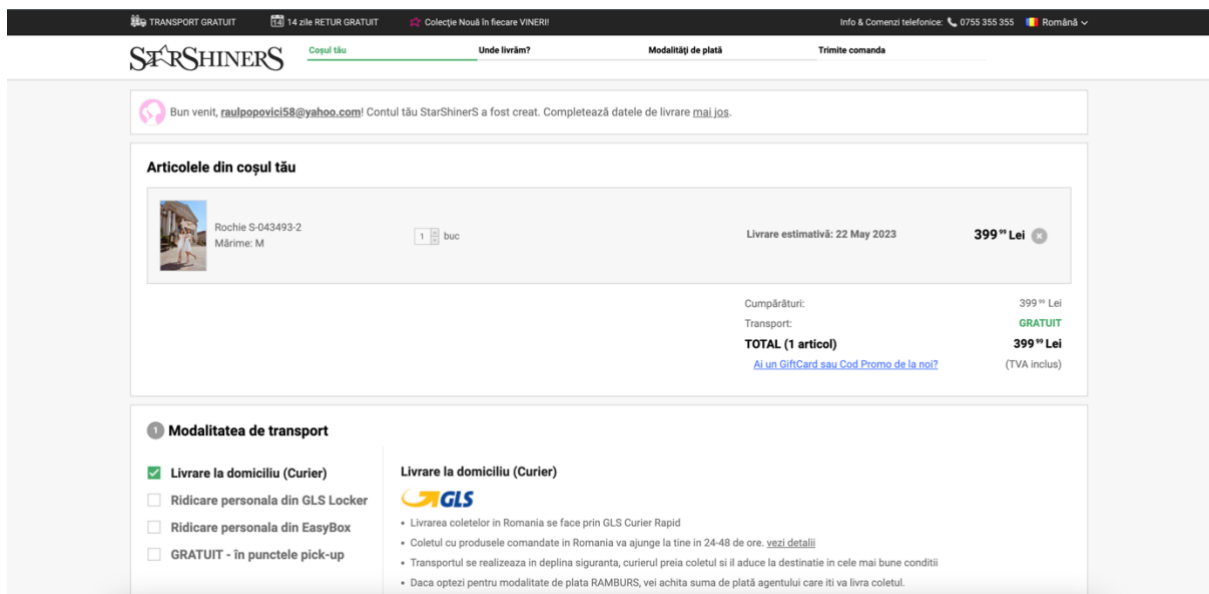 TRANSPORT GRATUIT
14 14 zile RETUR GRATUIT
Colecție Nouă în fiecare VINERI!
Info & Comenzi telefonice: 0755 355 355
Română
STARSHINERS
Coșul tău
Unde livrăm?
Modalități de plată
Trimite comanda
Bun venit, raulpopovici58@yahoo.com! Contul tău StarShinerS a fost creat. Completează datele de livrare mai jos.
Articolele din coșul tău
Rochie S-043493-2
Mărime: M
1 buc
Livrare estimativă: 22 May 2023
399⁹⁹ Lei
Cumpărături: 399⁹⁹ Lei
Transport: GRATUIT
TOTAL (1 articol) 399⁹⁹ Lei
Ai un GiftCard sau Cod Promo de la noi? (TVA inclus)
1 Modalitatea de transport
Livrare la domiciliu (Curier)
Ridicare personala din GLS Locker
Ridicare personala din EasyBox
GRATUIT - în punctele pick-up
Livrare la domiciliu (Curier)
GLS
• Livrarea coletelor in Romania se face prin GLS Curier Rapid
• Coletul cu produsele comandate in Romania va ajunge la tine in 24-48 de ore. vezi detalii
• Transportul se realizeaza in deplina siguranta, curierul preia coletul si il aduce la destinatie in cele mai bune conditii
• Daca optezi pentru modalitate de plata RAMBURS, vei achita suma de plată agentului care iti va livra coletul.